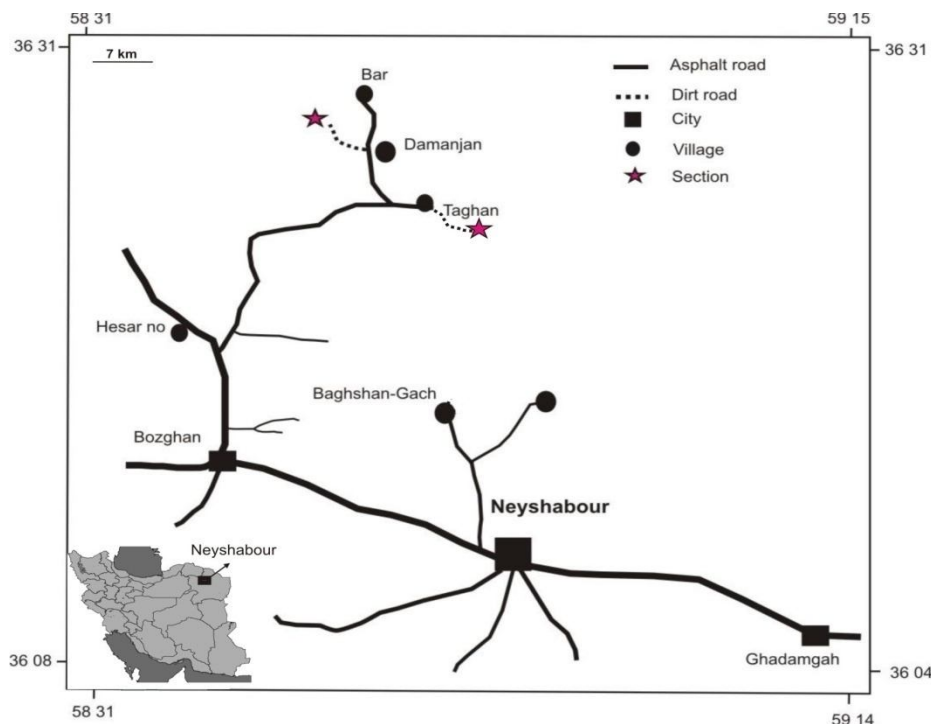 58 31
59 15
36 31
36 31
7 km
Asphalt road
Dirt road
City
Village
Section
Bar
Damanjan
Taghan
Hesar no
Baghshan-Gach
Bozghan
Neyshabour
Neyshabour
Ghadamgah
36 08
36 04
58 31
59 14